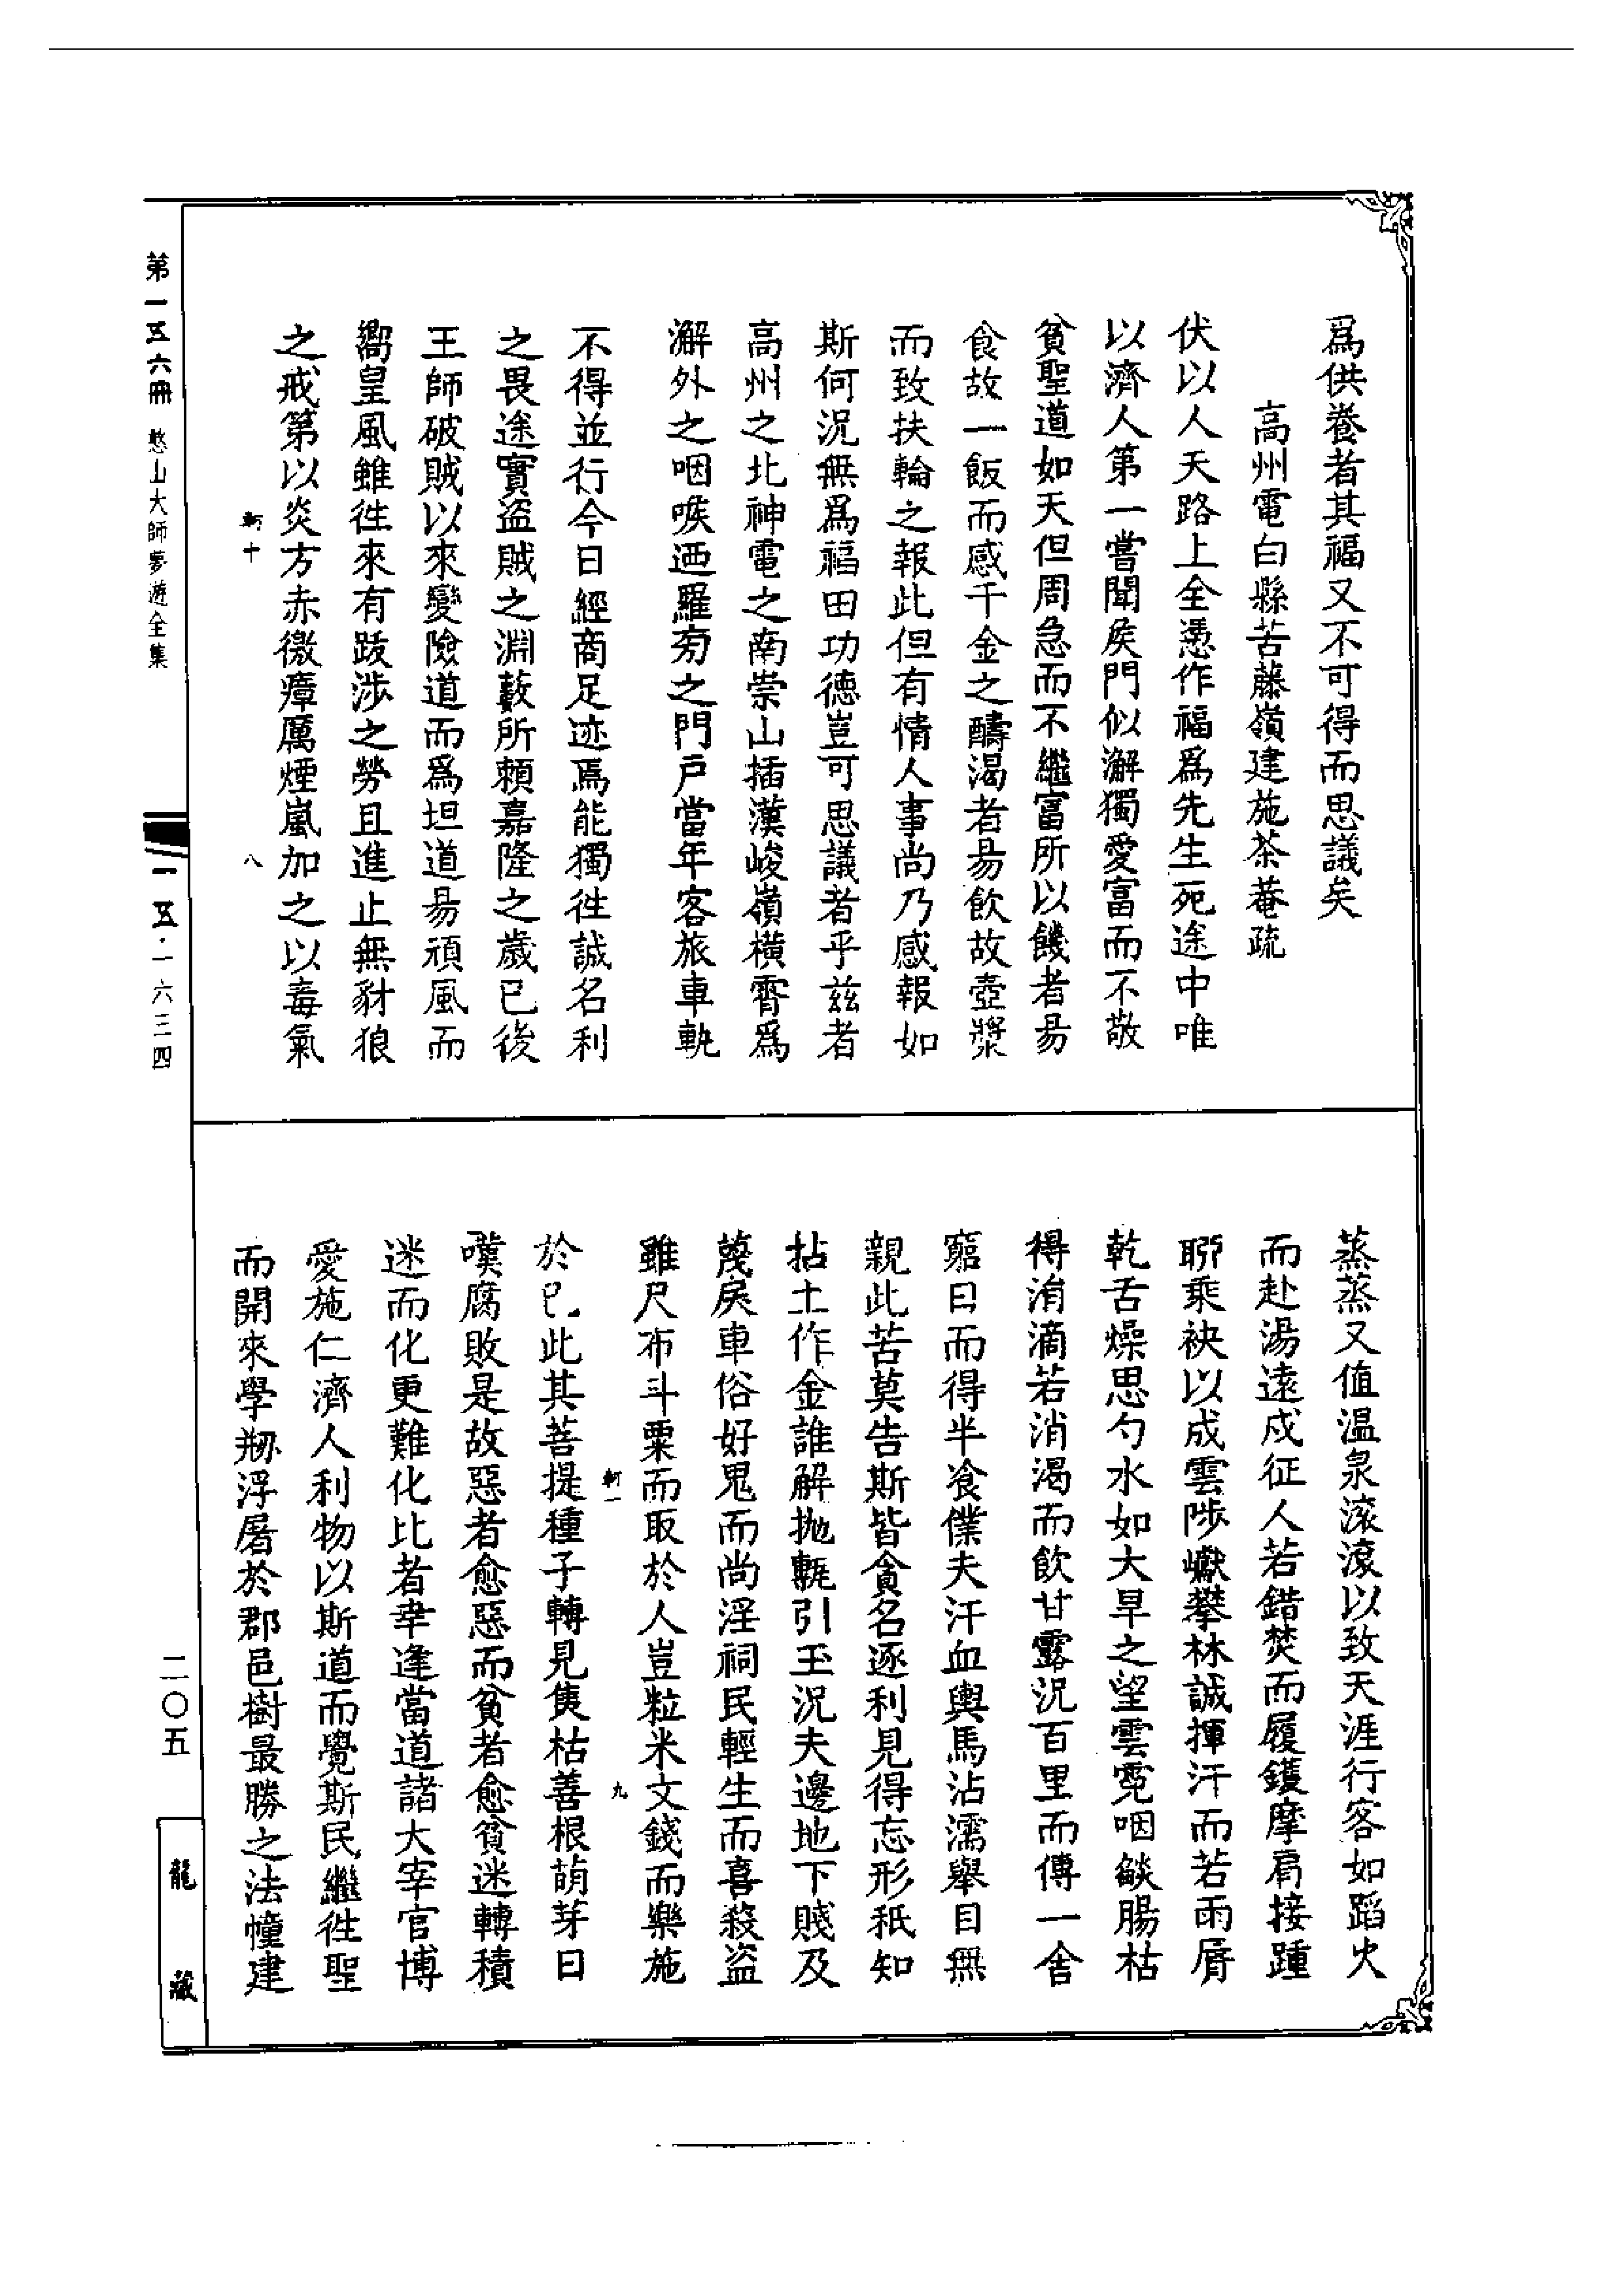 爲供養者其福又不可得而思議矣
高州電白縣苦藤嶺建施茶菴疏
伏以人天路上全憑作福爲先生死途中唯
以濟人第一嘗聞矦門似澥獨愛富而不敬
貧聖道如天但周急而不繼富所以饑者昜
食故一飯而感千金之酬渴者昜飲故壺漿
而致扶輪之報此但有情人事尚乃感報如
斯何況無爲福田功德豈可思議者乎兹者
高州之北神電之南崇山插漢峻嶺橫霄爲
澥外之咽喉迺羅旁之門戶當年客旅車軌
不得並行今日經商足迹焉能獨徃誠名利
之畏途實盜賊之淵藪所頼嘉隆之歲已後
王師破賊以來變險道而爲坦道昜頑風而
嚮皇風雖徃來有跋涉之勞且進止無豺狼
之戒第以炎方赤徼瘴厲煙嵐加之以毒氣
軻十
八
蒸蒸又值温泉滾滾以致天涯行客如蹈火
而赴湯遠戍征人若錯焚而履鑊摩肩接踵
聨乘袂以成雲陟巘攀林誠揮汗而若雨脣
乾舌燥思勺水如大旱之望雲霓咽燄腸枯
得消滴若消渴而飲甘露況百里而傳一舍
窮日而得半飡僕夫汗血輿馬沾濡舉目無
親此苦莫告斯皆貪名逐利見得忘形秖知
拈土作金誰解抛甎引玉況夫邊地下賤及
蔑戾車俗好鬼而尚淫祠民輕生而喜殺盜
雖尺布斗粟而取於人豈粒米文錢而樂施
軻一
九
於已此其菩提種子轉見焦枯善根萌芽日
嘆腐敗是故惡者愈惡而貧者愈貧迷轉積
迷而化更難化比者幸逢當道諸大宰官博
愛施仁濟人利物以斯道而覺斯民繼徃聖
而開來學剏浮屠於郡邑樹最勝之法幢建
第一五六冊 憨山大師夢遊全集
一五·一六三四
二〇五
龍藏